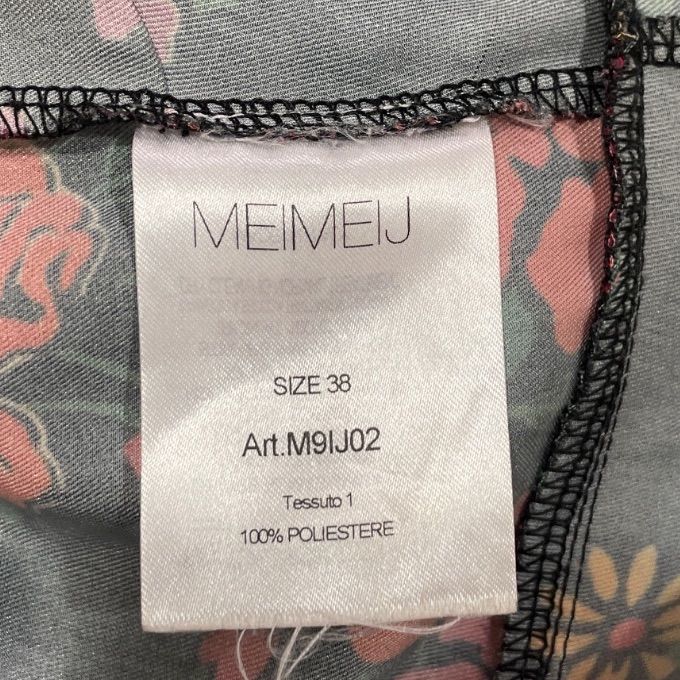 MEIMEIJ
SIZE 38
Art.M9IJ02
Tessuto 1
100% POLIESTERE